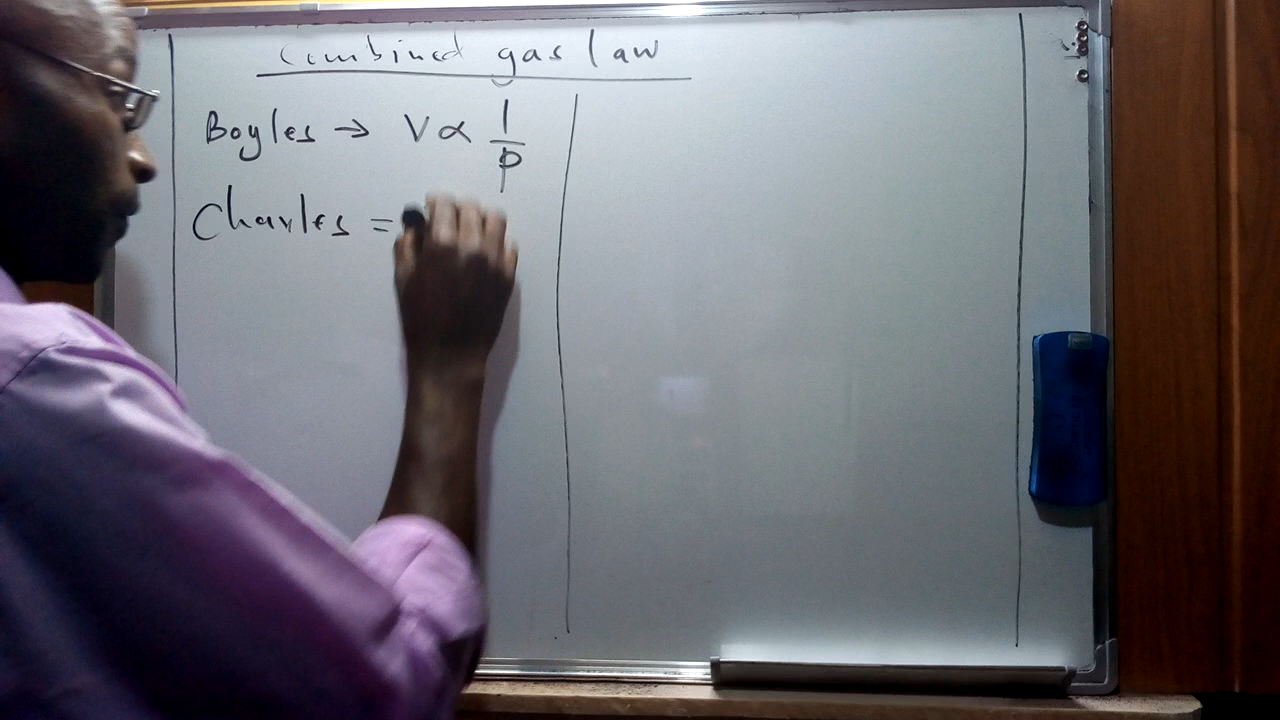 Combined gas law
Boyles → V ∝ 1/P
Charles =